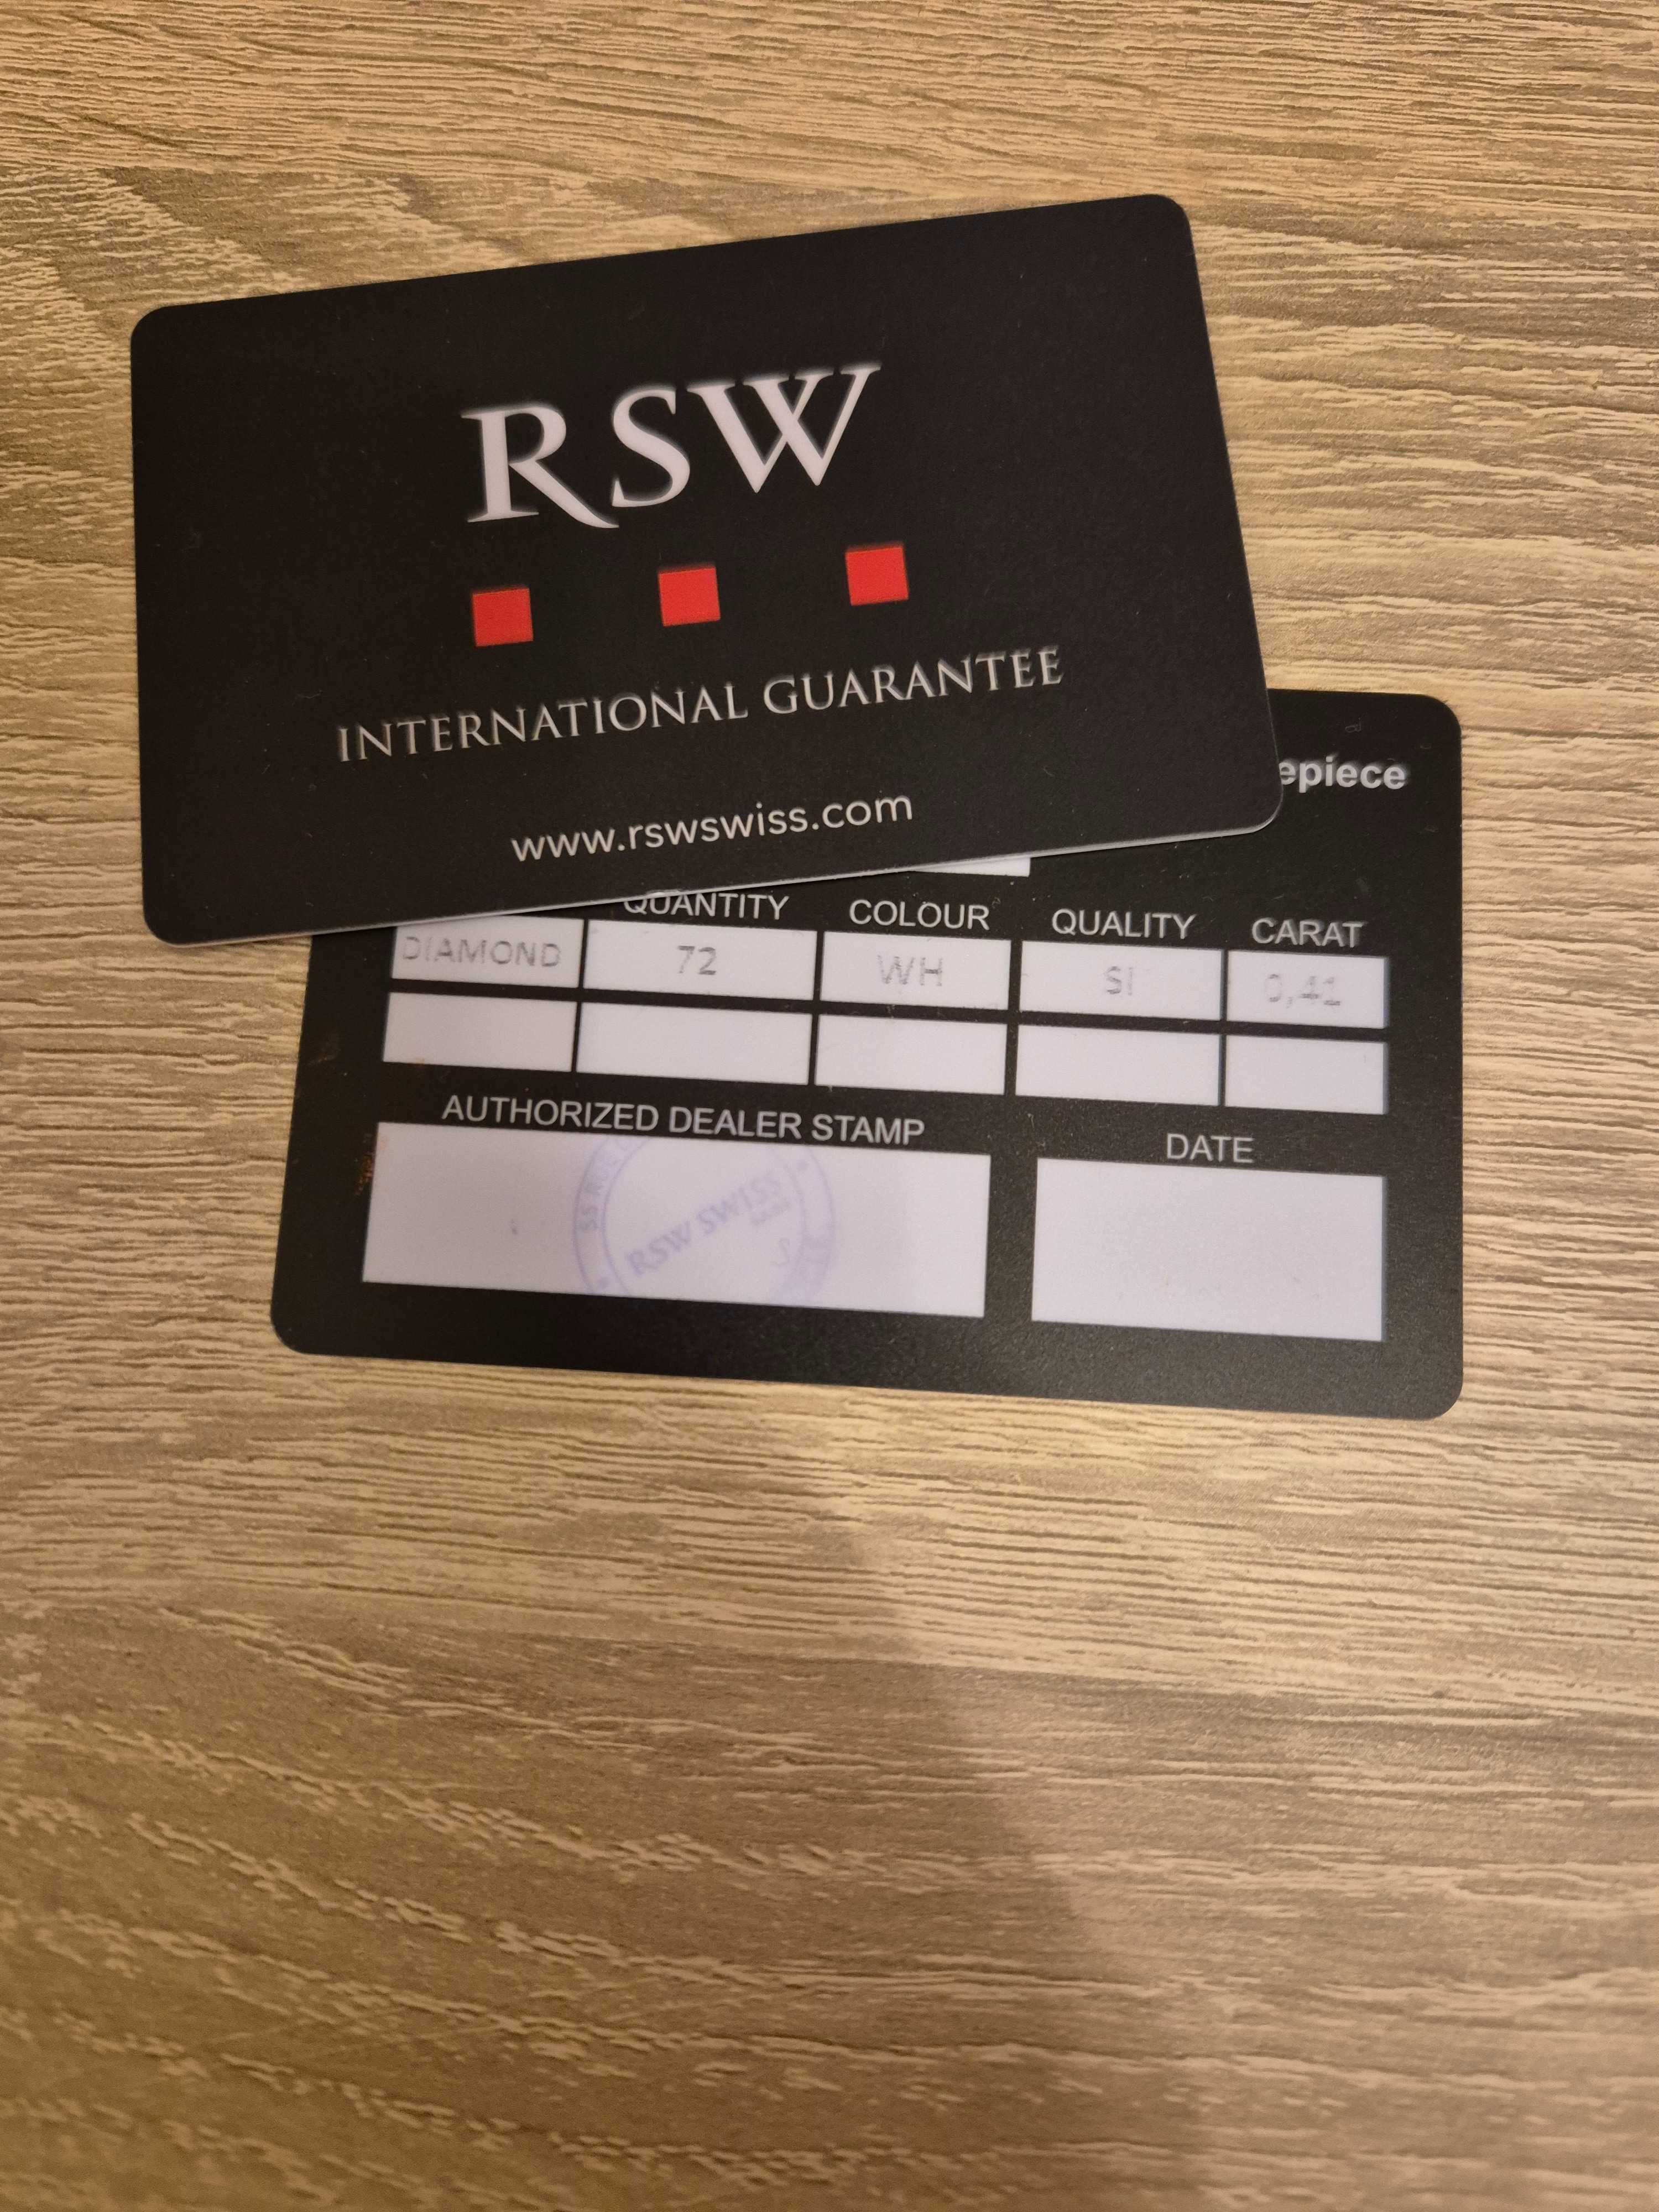 RSW
INTERNATIONAL GUARANTEE
www.rswswiss.com
epiece
QUANTITY COLOUR QUALITY CARAT
DIAMOND 72 WH SI 0,41
AUTHORIZED DEALER STAMP DATE
RSW SWISS